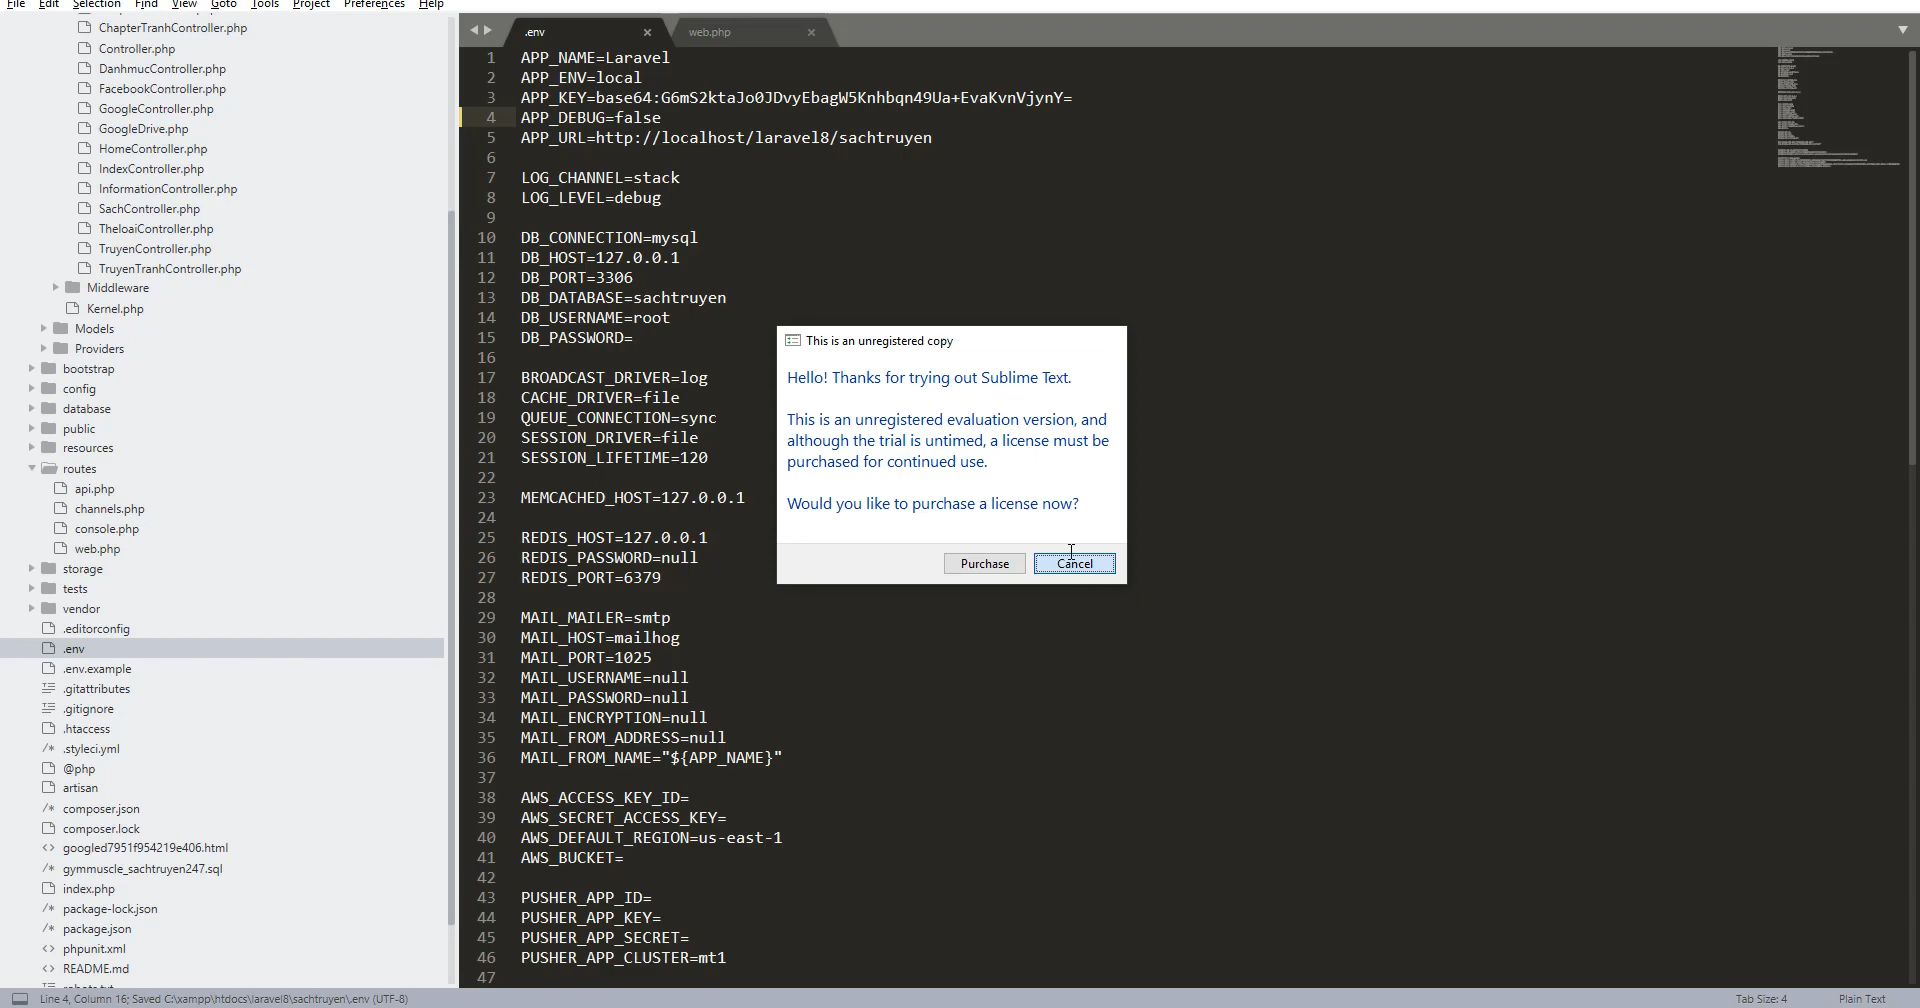 File Edit Selection Find View Goto Tools Project Preferences Help
ChapterTranhController.php
Controller.php
DanhmucController.php
FacebookController.php
GoogleController.php
GoogleDrive.php
HomeController.php
IndexController.php
InformationController.php
SachController.php
TheloaiController.php
TruyenController.php
TruyenTranhController.php
Middleware
Kernel.php
Models
Providers
bootstrap
config
database
public
resources
routes
api.php
channels.php
console.php
web.php
storage
tests
vendor
.editorconfig
.env
.env.example
.gitattributes
.gitignore
.htaccess
.styleci.yml
@php
artisan
composer.json
composer.lock
googled7951f954219e406.html
gymmuscle_sachtruyen247.sql
index.php
package-lock.json
package.json
phpunit.xml
README.md
.env
web.php
1 APP_NAME=Laravel
2 APP_ENV=local
3 APP_KEY=base64:G6mS2ktaJo0JDvyEbagW5Knhbqn49Ua+EvaKvnVjynY=
4 APP_DEBUG=false
5 APP_URL=http://localhost/laravel8/sachtruyen
6
7 LOG_CHANNEL=stack
8 LOG_LEVEL=debug
9
10 DB_CONNECTION=mysql
11 DB_HOST=127.0.0.1
12 DB_PORT=3306
13 DB_DATABASE=sachtruyen
14 DB_USERNAME=root
15 DB_PASSWORD=
16
17 BROADCAST_DRIVER=log
18 CACHE_DRIVER=file
19 QUEUE_CONNECTION=sync
20 SESSION_DRIVER=file
21 SESSION_LIFETIME=120
22
23 MEMCACHED_HOST=127.0.0.1
24
25 REDIS_HOST=127.0.0.1
26 REDIS_PASSWORD=null
27 REDIS_PORT=6379
28
29 MAIL_MAILER=smtp
30 MAIL_HOST=mailhog
31 MAIL_PORT=1025
32 MAIL_USERNAME=null
33 MAIL_PASSWORD=null
34 MAIL_ENCRYPTION=null
35 MAIL_FROM_ADDRESS=null
36 MAIL_FROM_NAME="${APP_NAME}"
37
38 AWS_ACCESS_KEY_ID=
39 AWS_SECRET_ACCESS_KEY=
40 AWS_DEFAULT_REGION=us-east-1
41 AWS_BUCKET=
42
43 PUSHER_APP_ID=
44 PUSHER_APP_KEY=
45 PUSHER_APP_SECRET=
46 PUSHER_APP_CLUSTER=mt1
47
This is an unregistered copy
Hello! Thanks for trying out Sublime Text.
This is an unregistered evaluation version, and
although the trial is untimed, a license must be
purchased for continued use.
Would you like to purchase a license now?
Purchase
Cancel
Line 4, Column 16; Saved C:\xampp\htdocs\laravel8\sachtruyen\.env (UTF-8)
Tab Size: 4
Plain Text